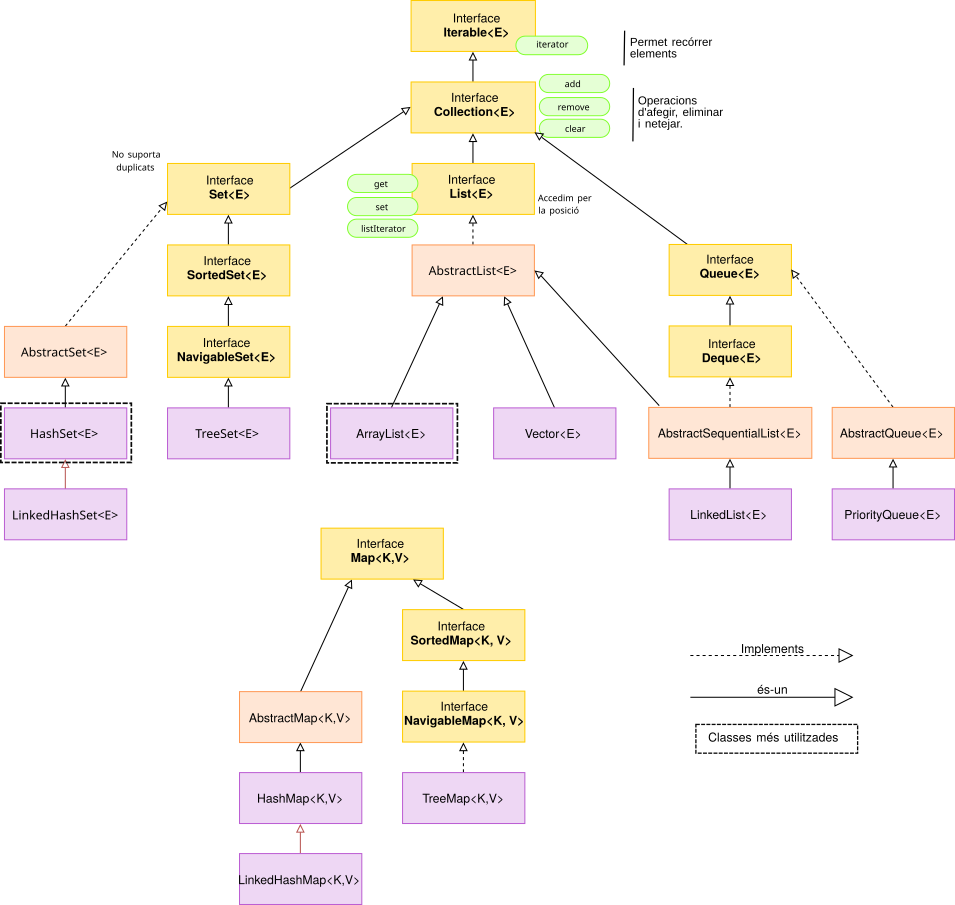 Interface
Iterable<E>
iterator
Permet recórrer
elements
Interface
Collection<E>
add
remove
clear
Operacions
d'afegir, eliminar
i netejar.
No suporta
duplicats
Interface
Set<E>
get
set
listIterator
Interface
List<E>
Accedim per
la posició
Interface
SortedSet<E>
AbstractList<E>
Interface
Queue<E>
AbstractSet<E>
Interface
NavigableSet<E>
Interface
Deque<E>
HashSet<E>
TreeSet<E>
ArrayList<E>
Vector<E>
AbstractSequentialList<E>
AbstractQueue<E>
LinkedHashSet<E>
LinkedList<E>
PriorityQueue<E>
Interface
Map<K,V>
Interface
SortedMap<K, V>
Implements
és-un
Classes més utilitzades
AbstractMap<K,V>
Interface
NavigableMap<K, V>
HashMap<K,V>
TreeMap<K,V>
LinkedHashMap<K,V>